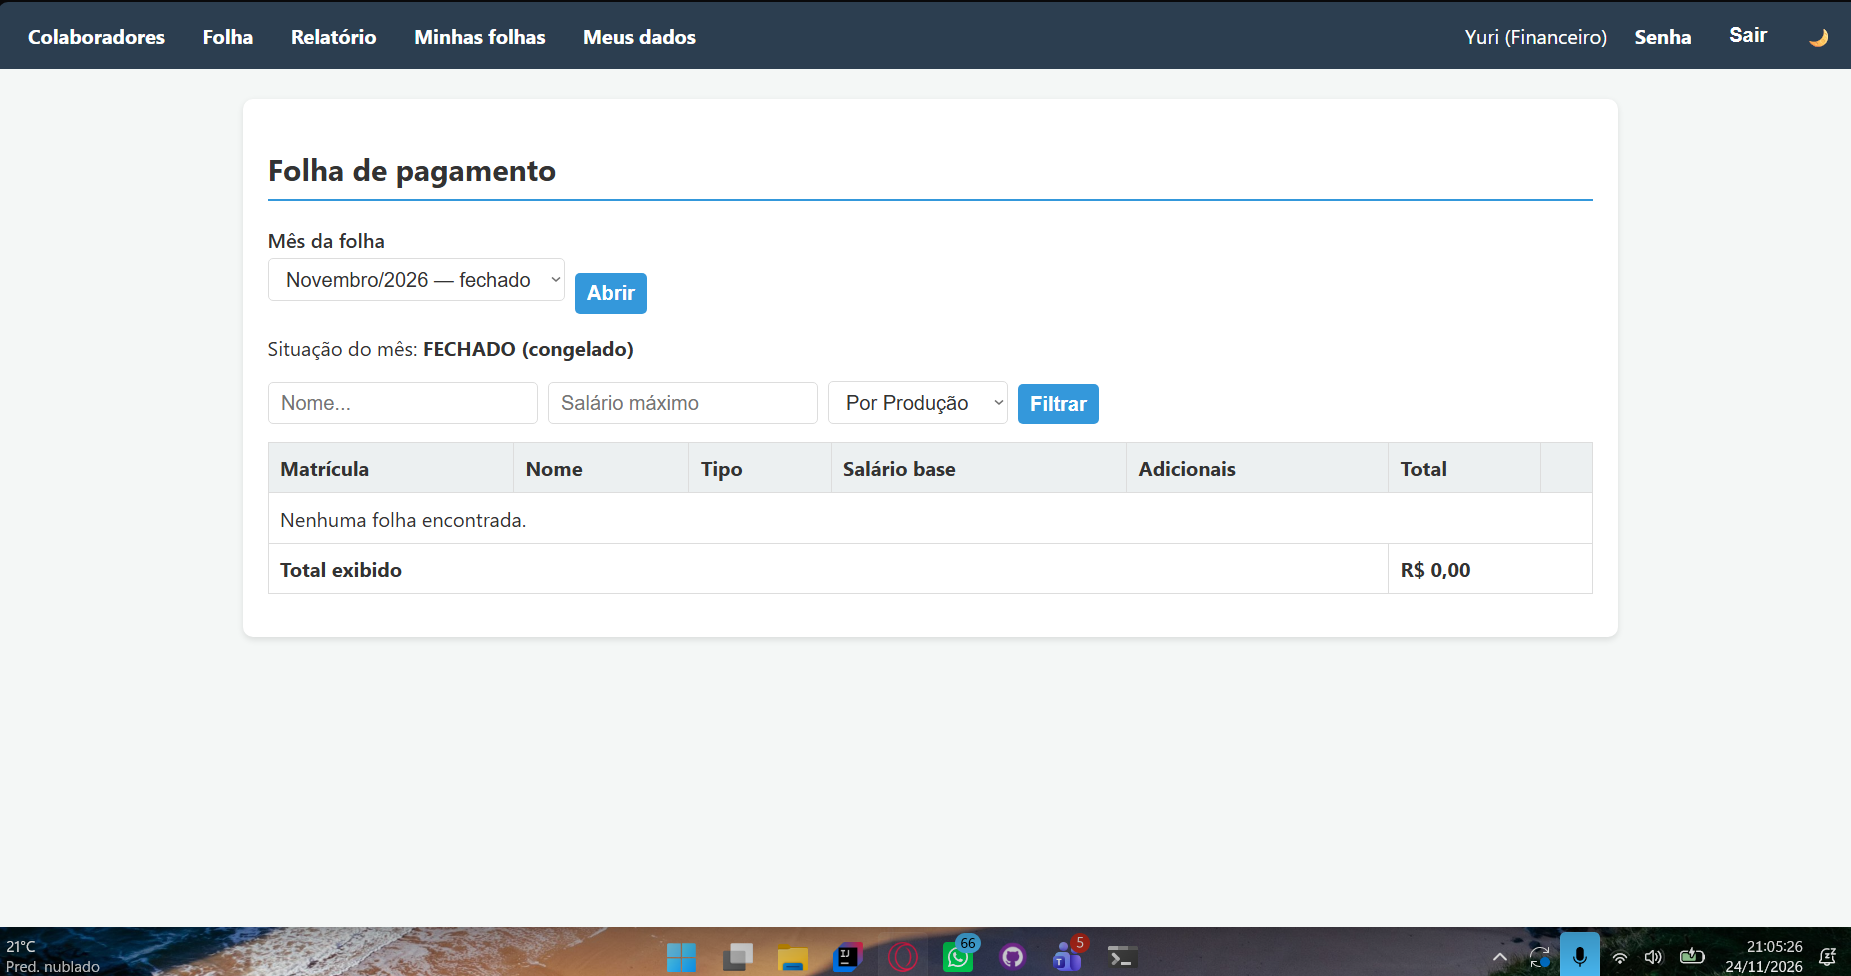 Colaboradores Folha Relatório Minhas folhas Meus dados Yuri (Financeiro) Senha Sair
Folha de pagamento
Mês da folha
Novembro/2026 — fechado Abrir
Situação do mês: FECHADO (congelado)
Nome... Salário máximo Por Produção Filtrar
Matrícula Nome Tipo Salário base Adicionais Total
Nenhuma folha encontrada.
Total exibido R$ 0,00
21°C
Pred. nublado
66
5
21:05:26
24/11/2026